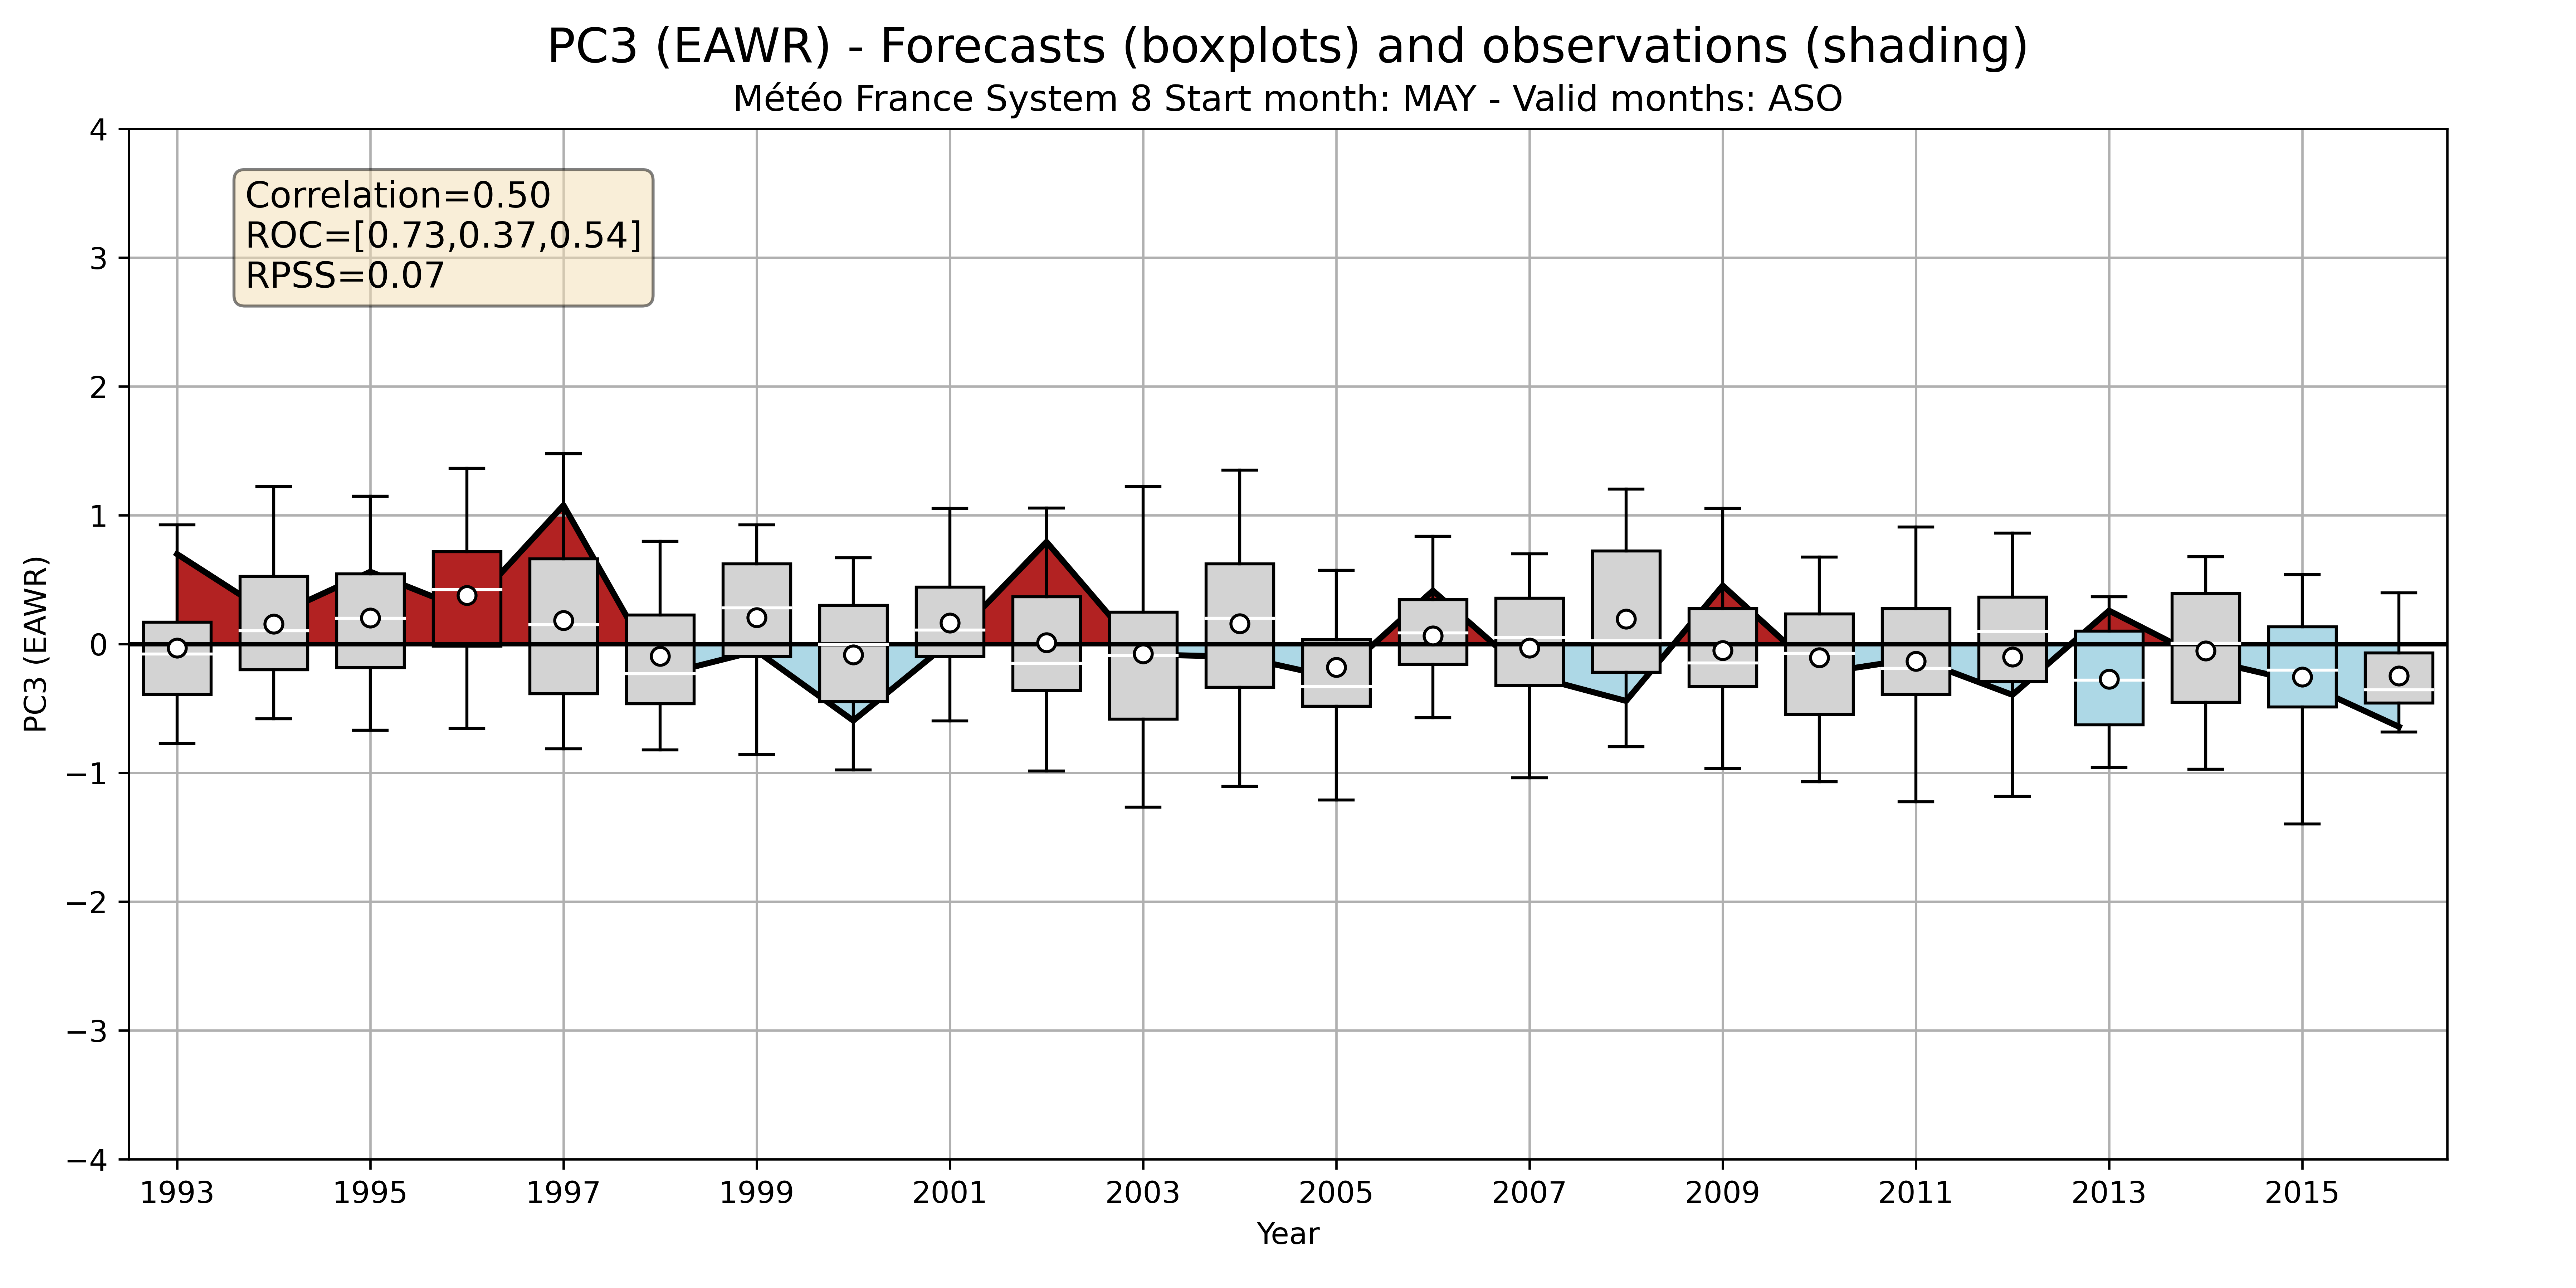 PC3 (EAWR) - Forecasts (boxplots) and observations (shading)
Météo France System 8 Start month: MAY - Valid months: ASO
Correlation=0.50
ROC=[0.73,0.37,0.54]
RPSS=0.07
PC3 (EAWR)
4
3
2
1
0
−1
−2
−3
−4
1993 1995 1997 1999 2001 2003 2005 2007 2009 2011 2013 2015
Year